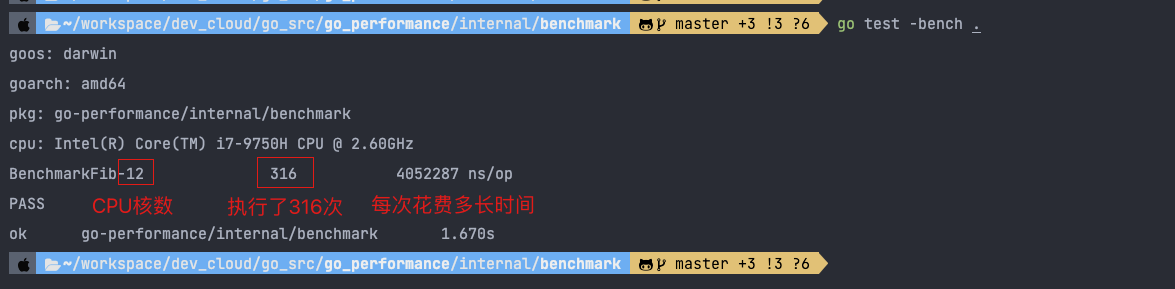 ~/workspace/dev_cloud/go_src/go_performance/internal/benchmark master +3 !3 ?6 go test -bench .
goos: darwin
goarch: amd64
pkg: go-performance/internal/benchmark
cpu: Intel(R) Core(TM) i7-9750H CPU @ 2.60GHz
BenchmarkFib-12 316 4052287 ns/op
PASS CPU核数 执行了316次 每次花费多长时间
ok go-performance/internal/benchmark 1.670s
~/workspace/dev_cloud/go_src/go_performance/internal/benchmark master +3 !3 ?6